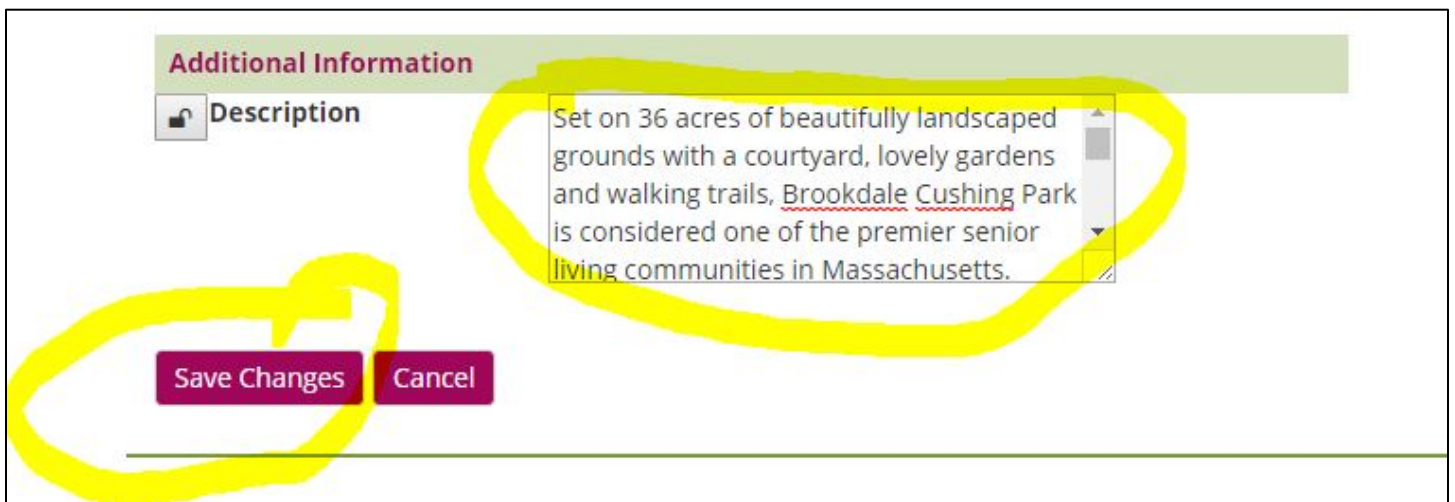 Additional Information
Description
Set on 36 acres of beautifully landscaped
grounds with a courtyard, lovely gardens
and walking trails, Brookdale Cushing Park
is considered one of the premier senior
living communities in Massachusetts.
Save Changes Cancel